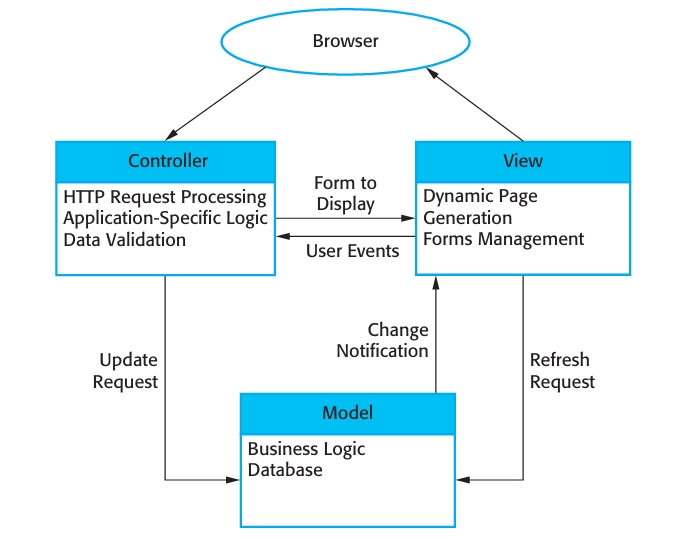 Browser
Controller
HTTP Request Processing
Application-Specific Logic
Data Validation
Form to
Display
User Events
View
Dynamic Page
Generation
Forms Management
Update
Request
Change
Notification
Refresh
Request
Model
Business Logic
Database